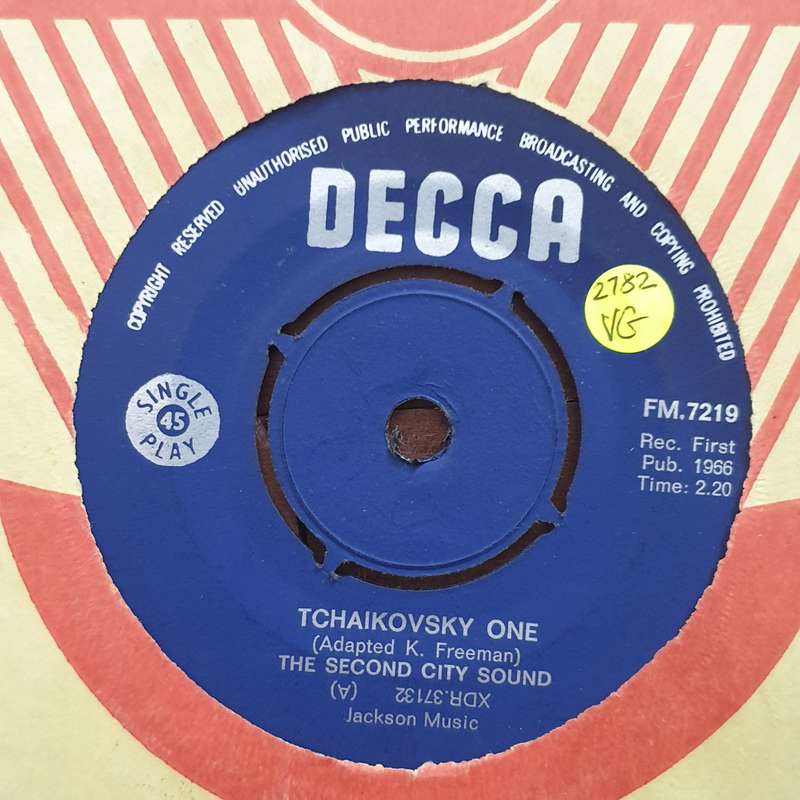 COPYRIGHT RESERVED UNAUTHORISED PUBLIC PERFORMANCE BROADCASTING AND COPYING PROHIBITED
DECCA
2782
VG
SINGLE
45
PLAY
FM.7219
Rec. First
Pub. 1966
Time: 2.20
TCHAIKOVSKY ONE
(Adapted K. Freeman)
THE SECOND CITY SOUND
XDR.37132 (A)
Jackson Music